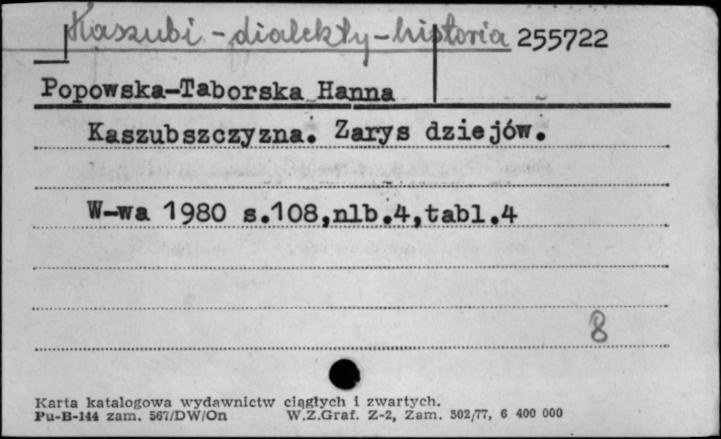 Kaszubi - dialekty - historia 255722
Popowska-Taborska Hanna
Kaszubszczyzna. Zarys dziejów.
W-wa 1980 s.108,nlb.4,tabl.4
8
Karta katalogowa wydawnictw ciągłych i zwartych.
Pu-B-144 zam. 567/DW/On W.Z.Graf. Z-2, Zam. 502/77, 6 400 000